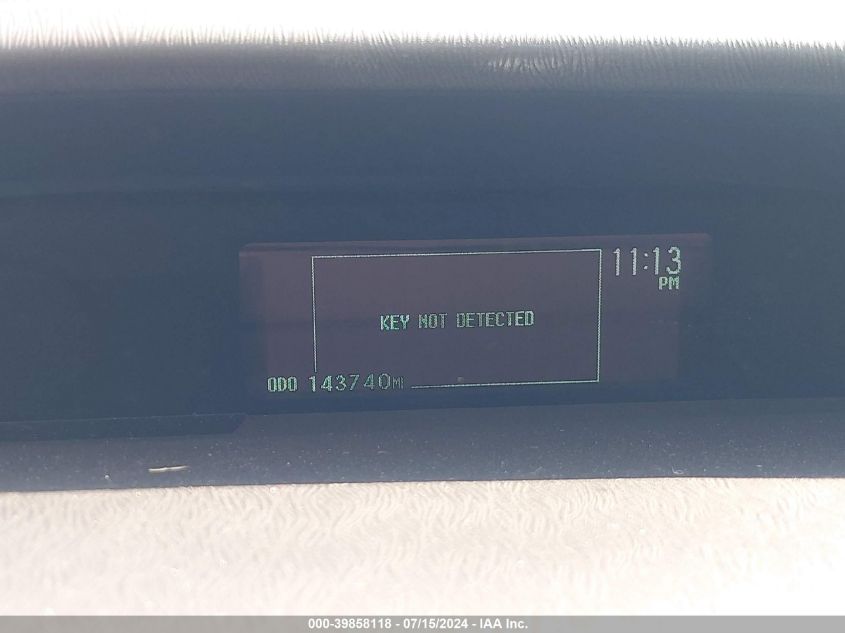 11:13
PM
KEY NOT DETECTED
ODO 143740MI
000-39858118 - 07/15/2024 - IAA Inc.